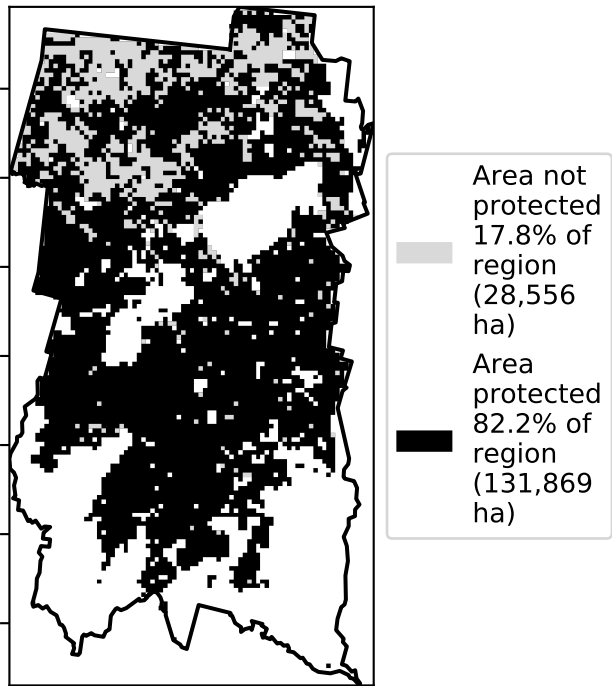 Area not
protected
17.8% of
region
(28,556
ha)
Area
protected
82.2% of
region
(131,869
ha)